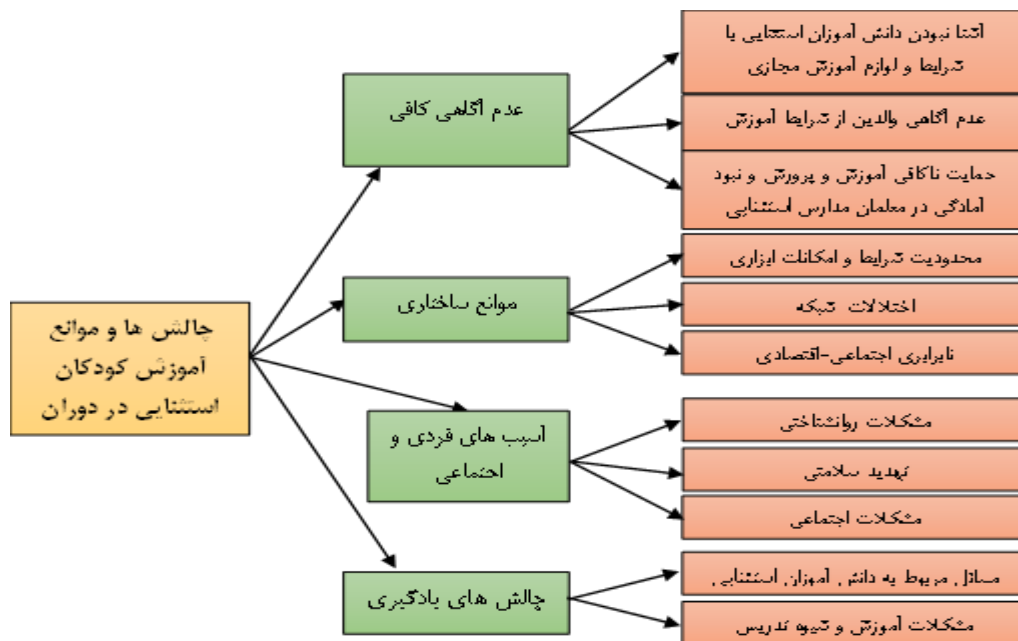 چالش ها و موانع
آموزش کودکان
استثنایی در دوران
عدم آگاهی کافی
آشنا نبودن دانش آموزان استثنایی با
شرایط و لوازم آموزش مجازی
عدم آگاهی والدین از شرایط آموزش
حمایت ناکافی آموزش و پرورش و نبود
آمادگی در معلمان مدارس استثنایی
موانع ساختاری
محدودیت شرایط و امکانات ابزاری
اختلالات شبکه
نابرابری اجتماعی-اقتصادی
آسیب های فردی و
اجتماعی
مشکلات روانشناختی
تهدید سلامتی
مشکلات اجتماعی
چالش های یادگیری
مسائل مربوط به دانش آموزان استثنایی
مشکلات آموزش و شیوه تدریس